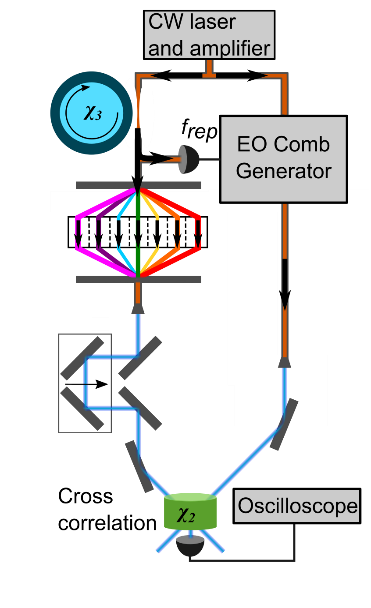 CW laser
and amplifier
χ3
frep
EO Comb
Generator
Cross
correlation
χ2
Oscilloscope